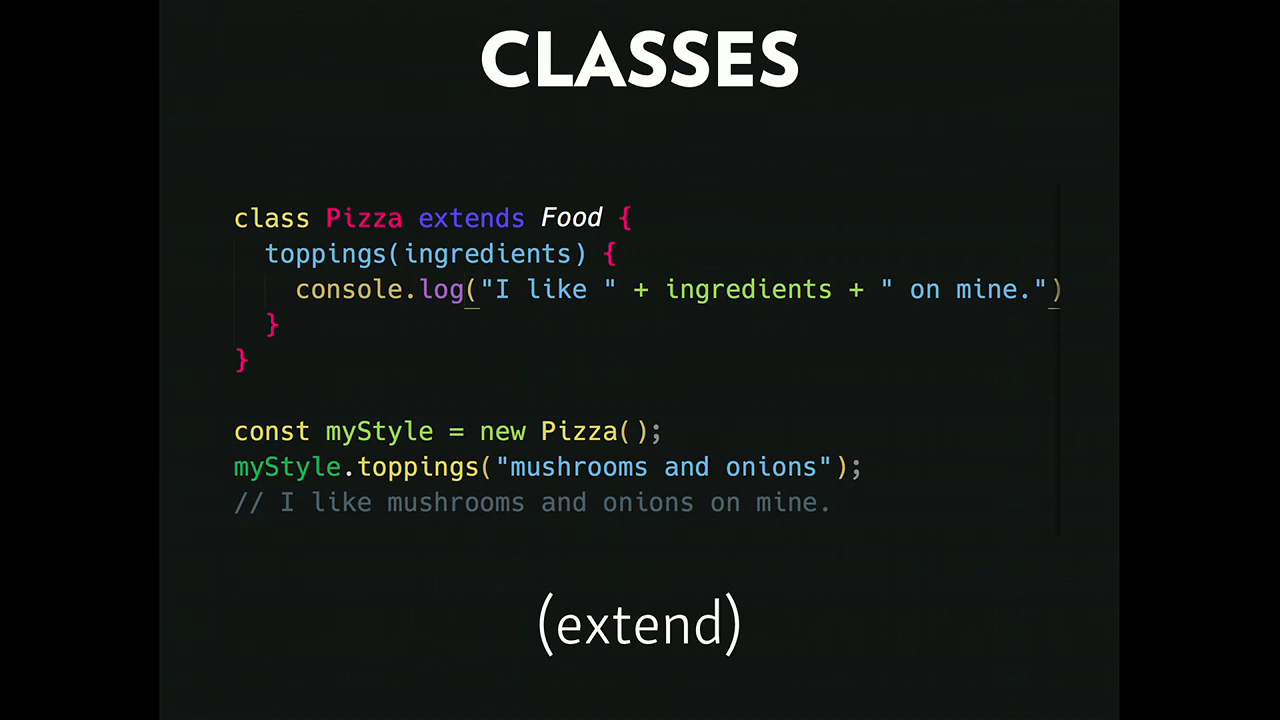 CLASSES
class Pizza extends Food {
  toppings(ingredients) {
    console.log("I like " + ingredients + " on mine.")
  }
}
const myStyle = new Pizza();
myStyle.toppings("mushrooms and onions");
// I like mushrooms and onions on mine.
(extend)